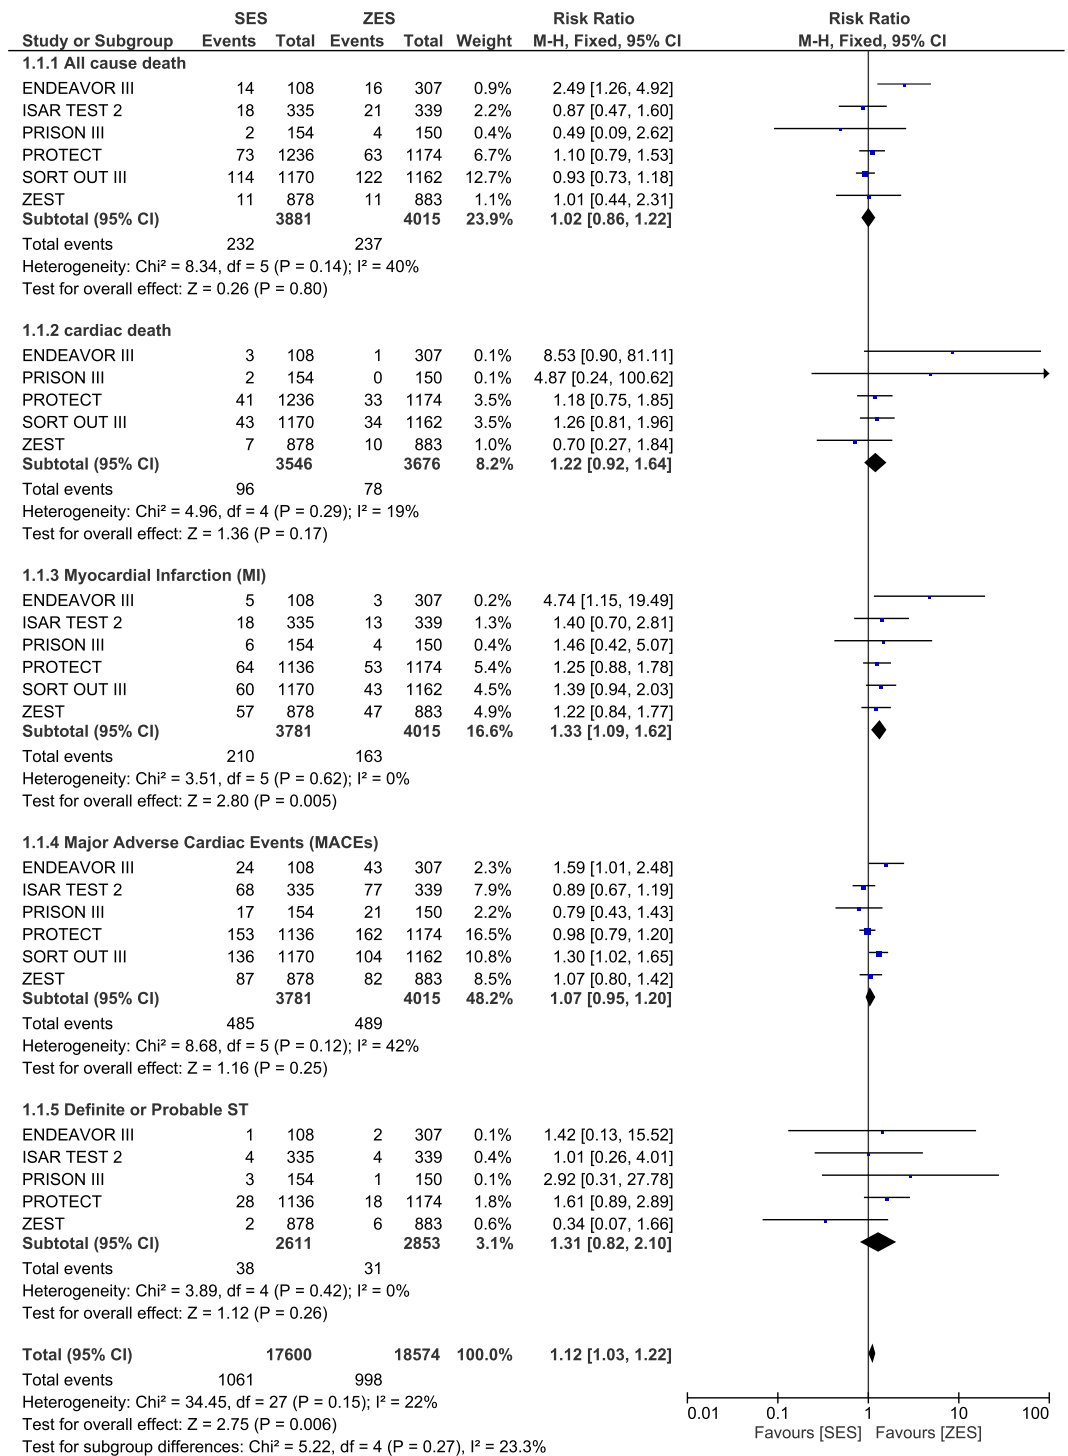 SES ZES Risk Ratio Risk Ratio
Study or Subgroup Events Total Events Total Weight M-H, Fixed, 95% CI M-H, Fixed, 95% CI
1.1.1 All cause death
ENDEAVOR III 14 108 16 307 0.9% 2.49 [1.26, 4.92]
ISAR TEST 2 18 335 21 339 2.2% 0.87 [0.47, 1.60]
PRISON III 2 154 4 150 0.4% 0.49 [0.09, 2.62]
PROTECT 73 1236 63 1174 6.7% 1.10 [0.79, 1.53]
SORT OUT III 114 1170 122 1162 12.7% 0.93 [0.73, 1.18]
ZEST 11 878 11 883 1.1% 1.01 [0.44, 2.31]
Subtotal (95% CI) 3881 4015 23.9% 1.02 [0.86, 1.22]
Total events 232 237
Heterogeneity: Chi² = 8.34, df = 5 (P = 0.14); I² = 40%
Test for overall effect: Z = 0.26 (P = 0.80)
1.1.2 cardiac death
ENDEAVOR III 3 108 1 307 0.1% 8.53 [0.90, 81.11]
PRISON III 2 154 0 150 0.1% 4.87 [0.24, 100.62]
PROTECT 41 1236 33 1174 3.5% 1.18 [0.75, 1.85]
SORT OUT III 43 1170 34 1162 3.5% 1.26 [0.81, 1.96]
ZEST 7 878 10 883 1.0% 0.70 [0.27, 1.84]
Subtotal (95% CI) 3546 3676 8.2% 1.22 [0.92, 1.64]
Total events 96 78
Heterogeneity: Chi² = 4.96, df = 4 (P = 0.29); I² = 19%
Test for overall effect: Z = 1.36 (P = 0.17)
1.1.3 Myocardial Infarction (MI)
ENDEAVOR III 5 108 3 307 0.2% 4.74 [1.15, 19.49]
ISAR TEST 2 18 335 13 339 1.3% 1.40 [0.70, 2.81]
PRISON III 6 154 4 150 0.4% 1.46 [0.42, 5.07]
PROTECT 64 1136 53 1174 5.4% 1.25 [0.88, 1.78]
SORT OUT III 60 1170 43 1162 4.5% 1.39 [0.94, 2.03]
ZEST 57 878 47 883 4.9% 1.22 [0.84, 1.77]
Subtotal (95% CI) 3781 4015 16.6% 1.33 [1.09, 1.62]
Total events 210 163
Heterogeneity: Chi² = 3.51, df = 5 (P = 0.62); I² = 0%
Test for overall effect: Z = 2.80 (P = 0.005)
1.1.4 Major Adverse Cardiac Events (MACEs)
ENDEAVOR III 24 108 43 307 2.3% 1.59 [1.01, 2.48]
ISAR TEST 2 68 335 77 339 7.9% 0.89 [0.67, 1.19]
PRISON III 17 154 21 150 2.2% 0.79 [0.43, 1.43]
PROTECT 153 1136 162 1174 16.5% 0.98 [0.79, 1.20]
SORT OUT III 136 1170 104 1162 10.8% 1.30 [1.02, 1.65]
ZEST 87 878 82 883 8.5% 1.07 [0.80, 1.42]
Subtotal (95% CI) 3781 4015 48.2% 1.07 [0.95, 1.20]
Total events 485 489
Heterogeneity: Chi² = 8.68, df = 5 (P = 0.12); I² = 42%
Test for overall effect: Z = 1.16 (P = 0.25)
1.1.5 Definite or Probable ST
ENDEAVOR III 1 108 2 307 0.1% 1.42 [0.13, 15.52]
ISAR TEST 2 4 335 4 339 0.4% 1.01 [0.26, 4.01]
PRISON III 3 154 1 150 0.1% 2.92 [0.31, 27.78]
PROTECT 28 1136 18 1174 1.8% 1.61 [0.89, 2.89]
ZEST 2 878 6 883 0.6% 0.34 [0.07, 1.66]
Subtotal (95% CI) 2611 2853 3.1% 1.31 [0.82, 2.10]
Total events 38 31
Heterogeneity: Chi² = 3.89, df = 4 (P = 0.42); I² = 0%
Test for overall effect: Z = 1.12 (P = 0.26)
Total (95% CI) 17600 18574 100.0% 1.12 [1.03, 1.22]
Total events 1061 998
Heterogeneity: Chi² = 34.45, df = 27 (P = 0.15); I² = 22%
Test for overall effect: Z = 2.75 (P = 0.006)
Test for subgroup differences: Chi² = 5.22, df = 4 (P = 0.27), I² = 23.3%
0.01 0.1 1 10 100
Favours [SES] Favours [ZES]